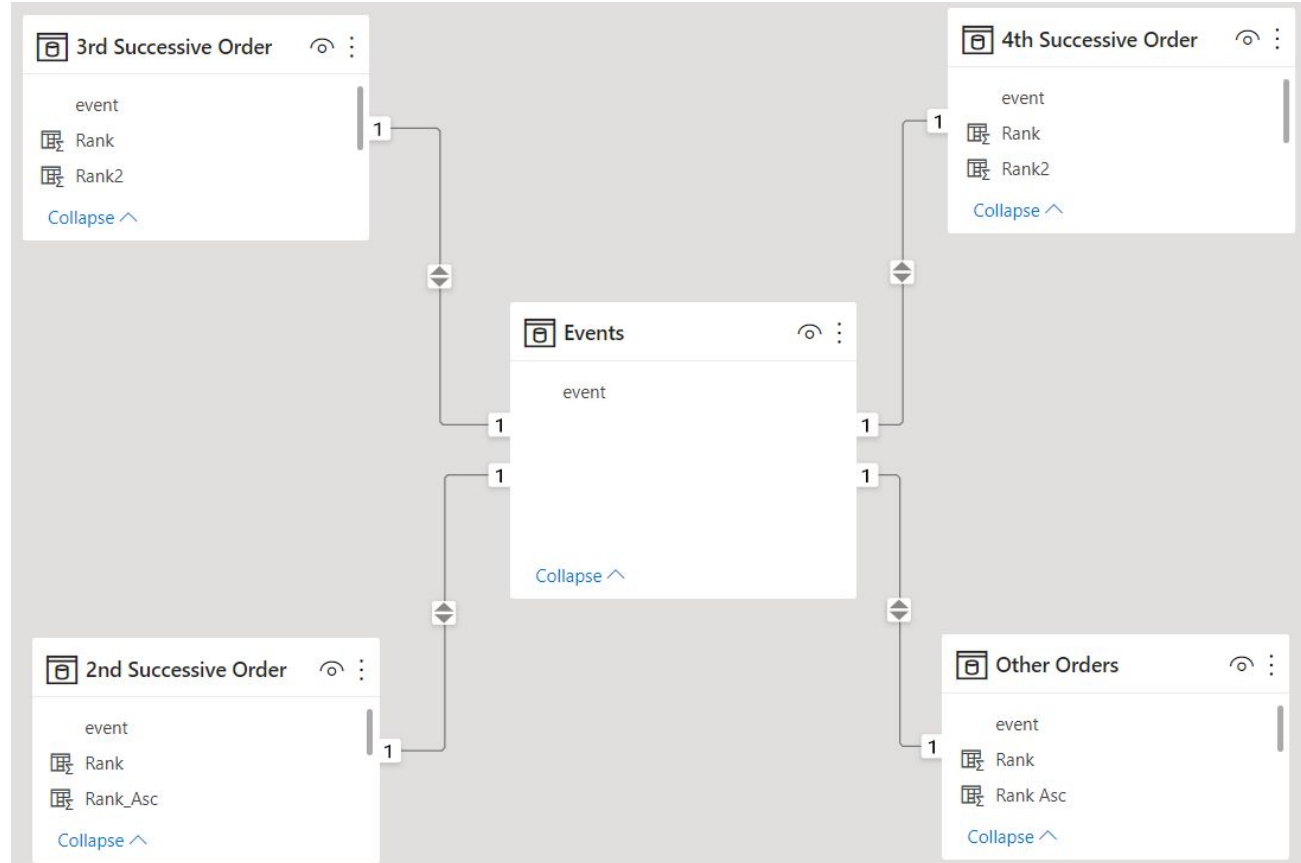 3rd Successive Order
event
Rank
Rank2
Collapse
1
4th Successive Order
event
Rank
Rank2
Collapse
1
Events
event
Collapse
1
1
1
1
2nd Successive Order
event
Rank
Rank_Asc
Collapse
1
Other Orders
event
Rank
Rank Asc
Collapse
1